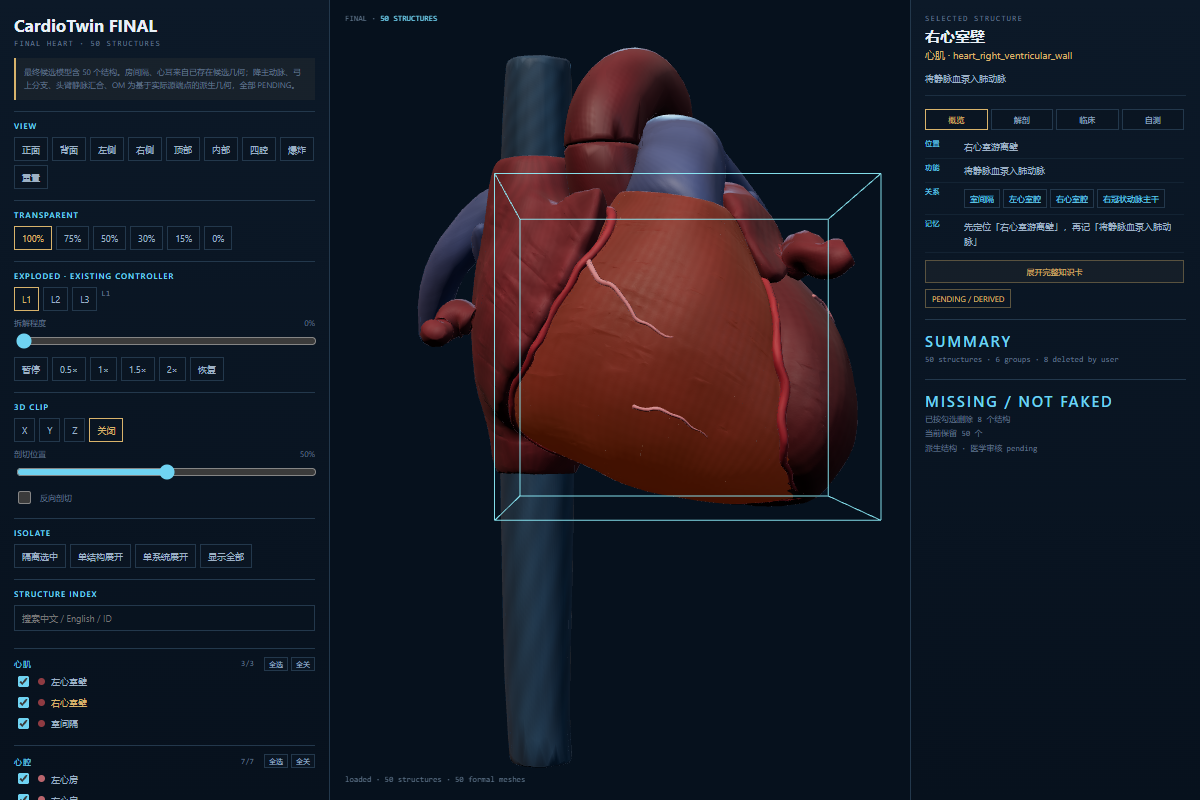 CardioTwin FINAL
FINAL HEART · 50 STRUCTURES
最终候选模型含 50 个结构。房间隔、心耳来自已存在候选几何；降主动脉、弓
上分支、头臂静脉汇合、OM 为基于实际源端点的派生几何，全部 PENDING。
VIEW
正面 背面 左侧 右侧 顶部 内部 四腔 爆炸
重置
TRANSPARENT
100% 75% 50% 30% 15% 0%
EXPLODED · EXISTING CONTROLLER
L1 L2 L3 L1
拆解程度 0%
暂停 0.5× 1× 1.5× 2× 恢复
3D CLIP
X Y Z 关闭
剖切位置 50%
反向剖切
ISOLATE
隔离选中 单结构展开 单系统展开 显示全部
STRUCTURE INDEX
搜索中文 / English / ID
心肌 3/3 全选 全关
左心室壁
右心室壁
室间隔
心腔 7/7 全选 全关
左心房
FINAL · 50 STRUCTURES
loaded · 50 structures · 50 formal meshes
SELECTED STRUCTURE
右心室壁
心肌 · heart_right_ventricular_wall
将静脉血泵入肺动脉
概览 解剖 临床 自测
位置 右心室游离壁
功能 将静脉血泵入肺动脉
关系 室间隔 左心室腔 右心室腔 右冠状动脉主干
记忆 先定位「右心室游离壁」，再记「将静脉血泵入肺动
脉」
展开完整知识卡
PENDING / DERIVED
SUMMARY
50 structures · 6 groups · 8 deleted by user
MISSING / NOT FAKED
已按勾选删除 8 个结构
当前保留 50 个
派生结构 · 医学审核 pending